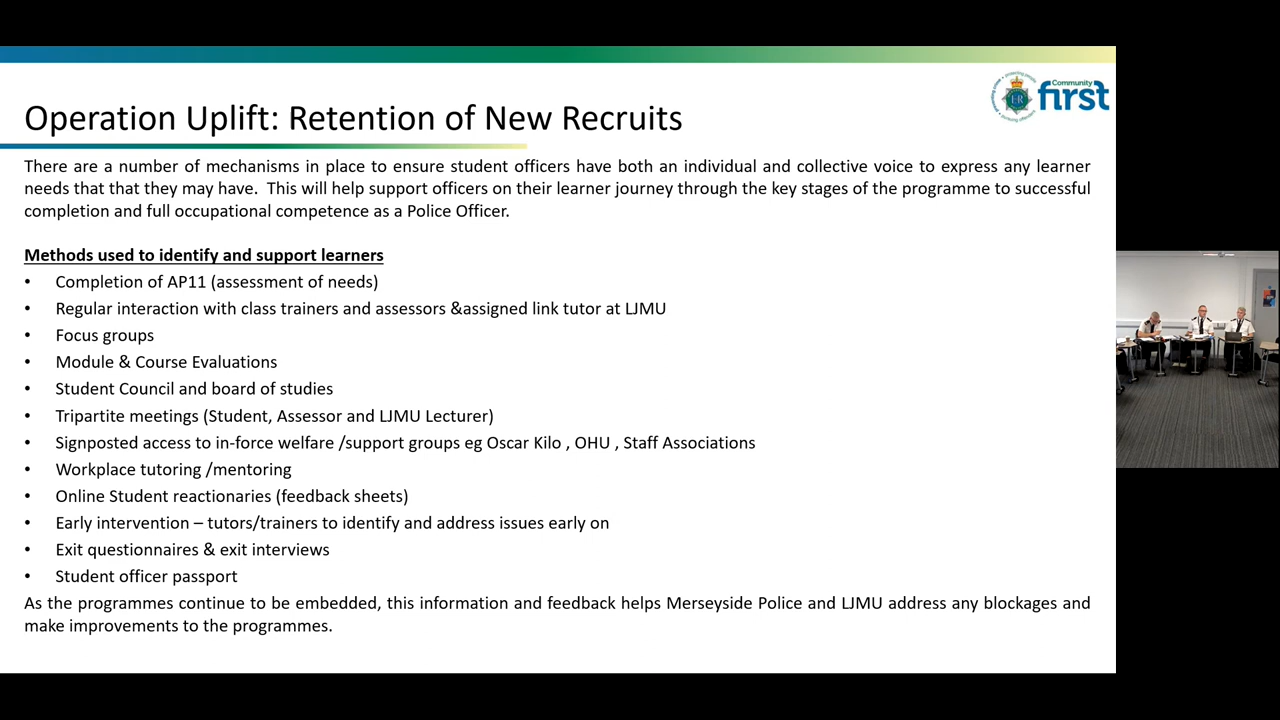 Community
first
Operation Uplift: Retention of New Recruits
There are a number of mechanisms in place to ensure student officers have both an individual and collective voice to express any learner
needs that that they may have. This will help support officers on their learner journey through the key stages of the programme to successful
completion and full occupational competence as a Police Officer.
Methods used to identify and support learners
• Completion of AP11 (assessment of needs)
• Regular interaction with class trainers and assessors &assigned link tutor at LJMU
• Focus groups
• Module & Course Evaluations
• Student Council and board of studies
• Tripartite meetings (Student, Assessor and LJMU Lecturer)
• Signposted access to in-force welfare /support groups eg Oscar Kilo , OHU , Staff Associations
• Workplace tutoring /mentoring
• Online Student reactionaries (feedback sheets)
• Early intervention – tutors/trainers to identify and address issues early on
• Exit questionnaires & exit interviews
• Student officer passport
As the programmes continue to be embedded, this information and feedback helps Merseyside Police and LJMU address any blockages and
make improvements to the programmes.